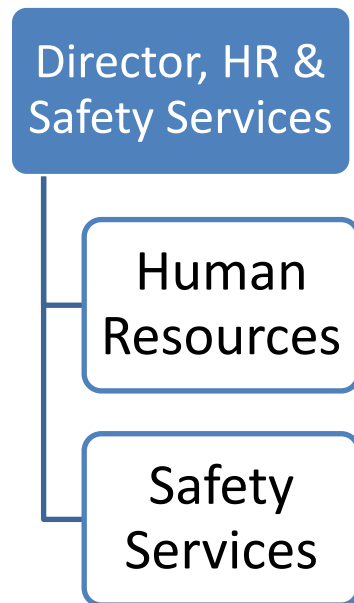 Director, HR &
Safety Services
Human
Resources
Safety
Services